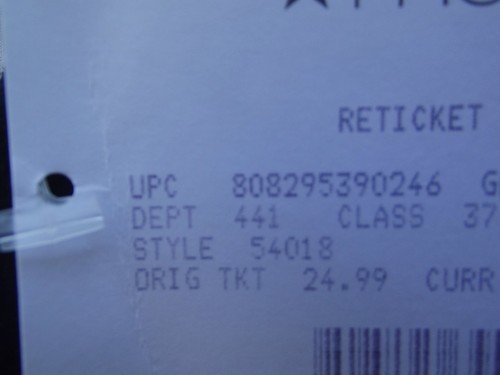 RETICKET
UPC 808295390246 G
DEPT 441 CLASS 37
STYLE 54018
ORIG TKT 24.99 CURR